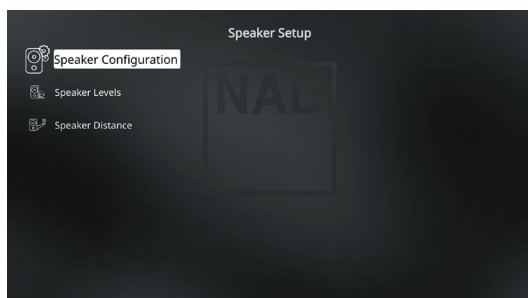 Speaker Setup
Speaker Configuration
Speaker Levels
Speaker Distance
NAD